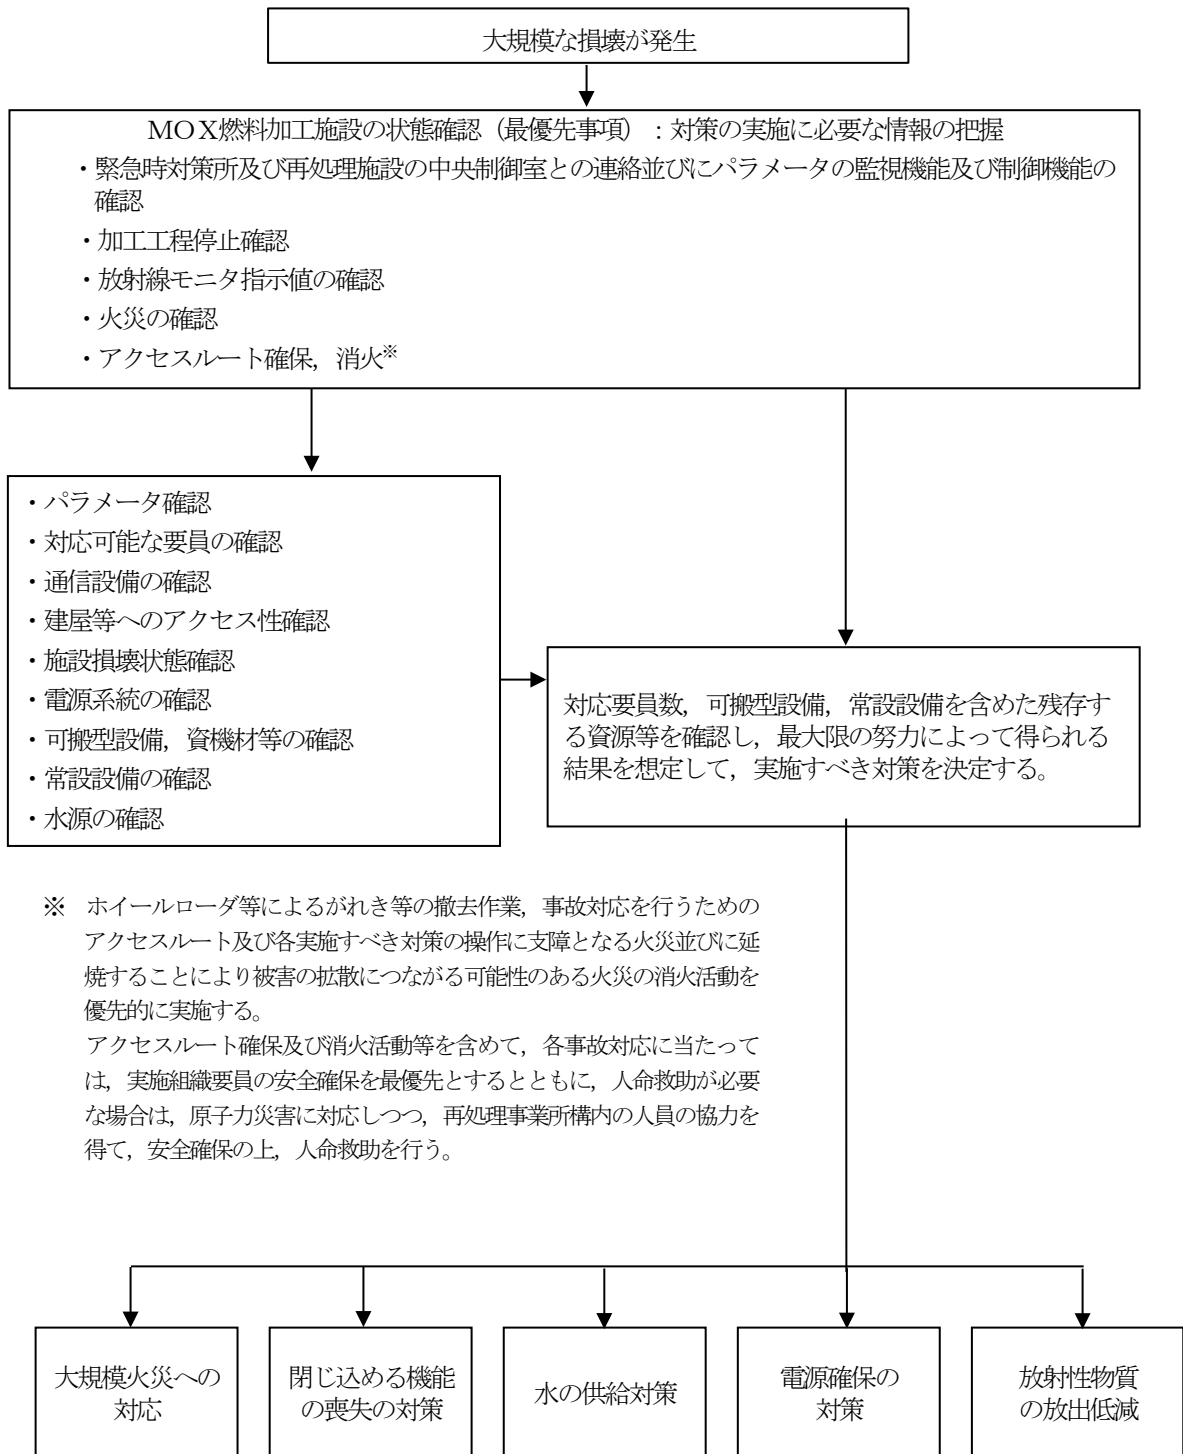 大規模な損壊が発生
MOX燃料加工施設の状態確認（最優先事項）：対策の実施に必要な情報の把握
・緊急時対策所及び再処理施設の中央制御室との連絡並びにパラメータの監視機能及び制御機能の
確認
・加工工程停止確認
・放射線モニタ指示値の確認
・火災の確認
・アクセスルート確保，消火※
・パラメータ確認
・対応可能な要員の確認
・通信設備の確認
・建屋等へのアクセス性確認
・施設損壊状態確認
・電源系統の確認
・可搬型設備，資機材等の確認
・常設設備の確認
・水源の確認
対応要員数，可搬型設備，常設設備を含めた残存す
る資源等を確認し，最大限の努力によって得られる
結果を想定して，実施すべき対策を決定する。
※　ホイールローダ等によるがれき等の撤去作業，事故対応を行うための
アクセスルート及び各実施すべき対策の操作に支障となる火災並びに延
焼することにより被害の拡散につながる可能性のある火災の消火活動を
優先的に実施する。
アクセスルート確保及び消火活動等を含めて，各事故対応に当たって
は，実施組織要員の安全確保を最優先とするとともに，人命救助が必要
な場合は，原子力災害に対応しつつ，再処理事業所構内の人員の協力を
得て，安全確保の上，人命救助を行う。
大規模火災への
対応
閉じ込める機能
の喪失の対策
水の供給対策
電源確保の
対策
放射性物質
の放出低減